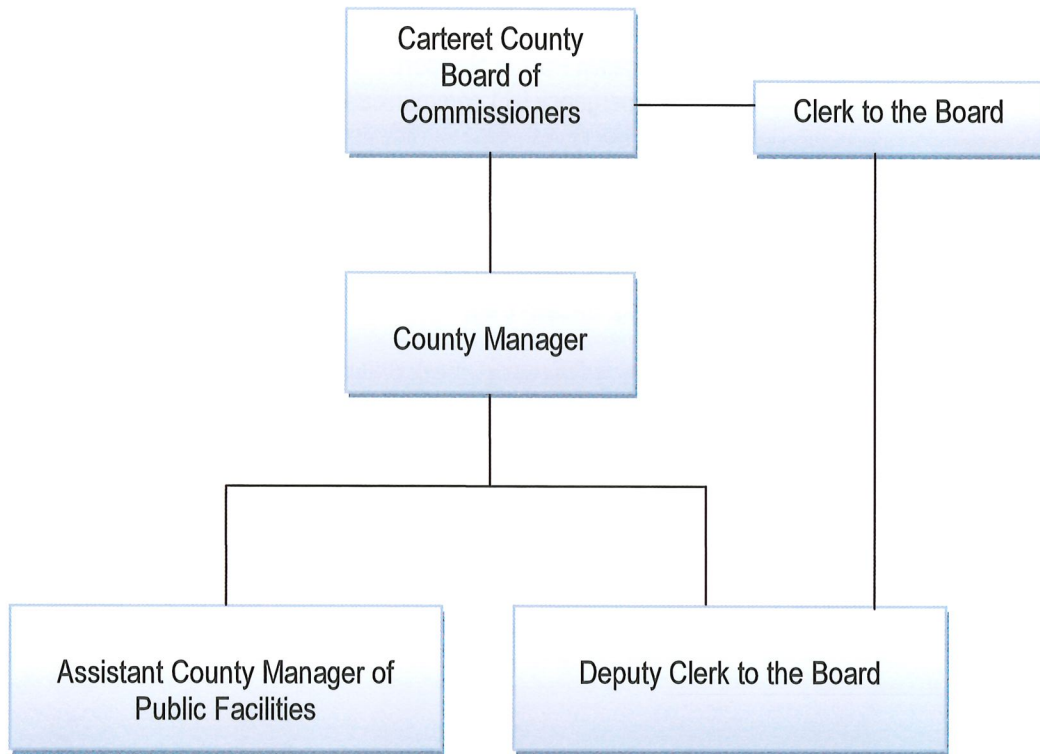 Carteret County
Board of
Commissioners
Clerk to the Board
County Manager
Assistant County Manager of
Public Facilities
Deputy Clerk to the Board